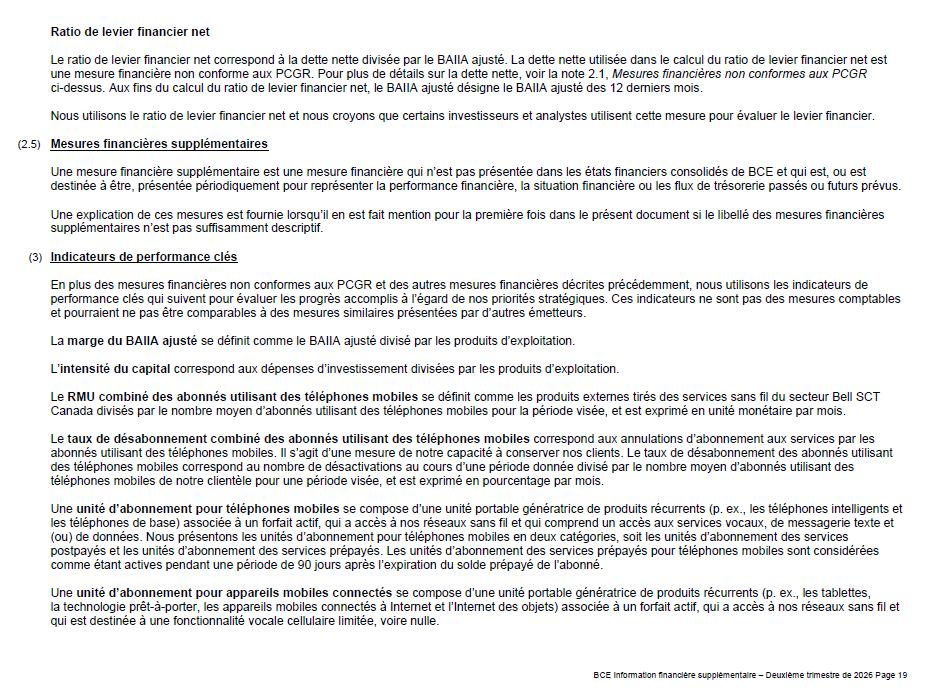 Ratio de levier financier net
Le ratio de levier financier net correspond à la dette nette divisée par le BAIIA ajusté. La dette nette utilisée dans le calcul du ratio de levier financier net est
une mesure financière non conforme aux PCGR. Pour plus de détails sur la dette nette, voir la note 2.1, Mesures financières non conformes aux PCGR
ci-dessus. Aux fins du calcul du ratio de levier financier net, le BAIIA ajusté désigne le BAIIA ajusté des 12 derniers mois.
Nous utilisons le ratio de levier financier net et nous croyons que certains investisseurs et analystes utilisent cette mesure pour évaluer le levier financier.
(2.5) Mesures financières supplémentaires
Une mesure financière supplémentaire est une mesure financière qui n’est pas présentée dans les états financiers consolidés de BCE et qui est, ou est
destinée à être, présentée périodiquement pour représenter la performance financière, la situation financière ou les flux de trésorerie passés ou futurs prévus.
Une explication de ces mesures est fournie lorsqu’il en est fait mention pour la première fois dans le présent document si le libellé des mesures financières
supplémentaires n’est pas suffisamment descriptif.
(3) Indicateurs de performance clés
En plus des mesures financières non conformes aux PCGR et des autres mesures financières décrites précédemment, nous utilisons les indicateurs de
performance clés qui suivent pour évaluer les progrès accomplis à l’égard de nos priorités stratégiques. Ces indicateurs ne sont pas des mesures comptables
et pourraient ne pas être comparables à des mesures similaires présentées par d’autres émetteurs.
La marge du BAIIA ajusté se définit comme le BAIIA ajusté divisé par les produits d’exploitation.
L’intensité du capital correspond aux dépenses d’investissement divisées par les produits d’exploitation.
Le RMU combiné des abonnés utilisant des téléphones mobiles se définit comme les produits externes tirés des services sans fil du secteur Bell SCT
Canada divisés par le nombre moyen d’abonnés utilisant des téléphones mobiles pour la période visée, et est exprimé en unité monétaire par mois.
Le taux de désabonnement combiné des abonnés utilisant des téléphones mobiles correspond aux annulations d’abonnement aux services par les
abonnés utilisant des téléphones mobiles. Il s’agit d’une mesure de notre capacité à conserver nos clients. Le taux de désabonnement des abonnés utilisant
des téléphones mobiles correspond au nombre de désactivations au cours d’une période donnée divisé par le nombre moyen d’abonnés utilisant des
téléphones mobiles de notre clientèle pour une période visée, et est exprimé en pourcentage par mois.
Une unité d’abonnement pour téléphones mobiles se compose d’une unité portable génératrice de produits récurrents (p. ex., les téléphones intelligents et
les téléphones de base) associée à un forfait actif, qui a accès à nos réseaux sans fil et qui comprend un accès aux services vocaux, de messagerie texte et
(ou) de données. Nous présentons les unités d’abonnement pour téléphones mobiles en deux catégories, soit les unités d’abonnement des services
postpayés et les unités d’abonnement des services prépayés. Les unités d’abonnement des services prépayés pour téléphones mobiles sont considérées
comme étant actives pendant une période de 90 jours après l’expiration du solde prépayé de l’abonné.
Une unité d’abonnement pour appareils mobiles connectés se compose d’une unité portable génératrice de produits récurrents (p. ex., les tablettes,
la technologie prêt-à-porter, les appareils mobiles connectés à Internet et l’Internet des objets) associée à un forfait actif, qui a accès à nos réseaux sans fil et
qui est destinée à une fonctionnalité vocale cellulaire limitée, voire nulle.
BCE Information financière supplémentaire – Deuxième trimestre de 2026 Page 19